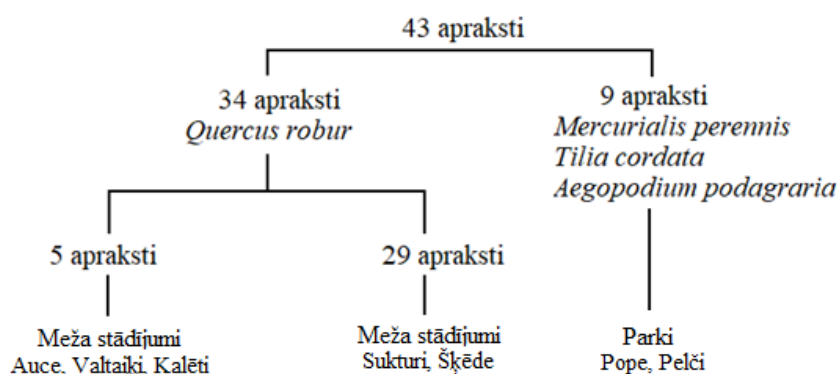 43 apraksti
34 apraksti
Quercus robur
9 apraksti
Mercurialis perennis
Tilia cordata
Aegopodium podagraria
5 apraksti
29 apraksti
Meža stādījumi
Auce, Valtaiki, Kalēti
Meža stādījumi
Sukturi, Šķēde
Parki
Pope, Pelči